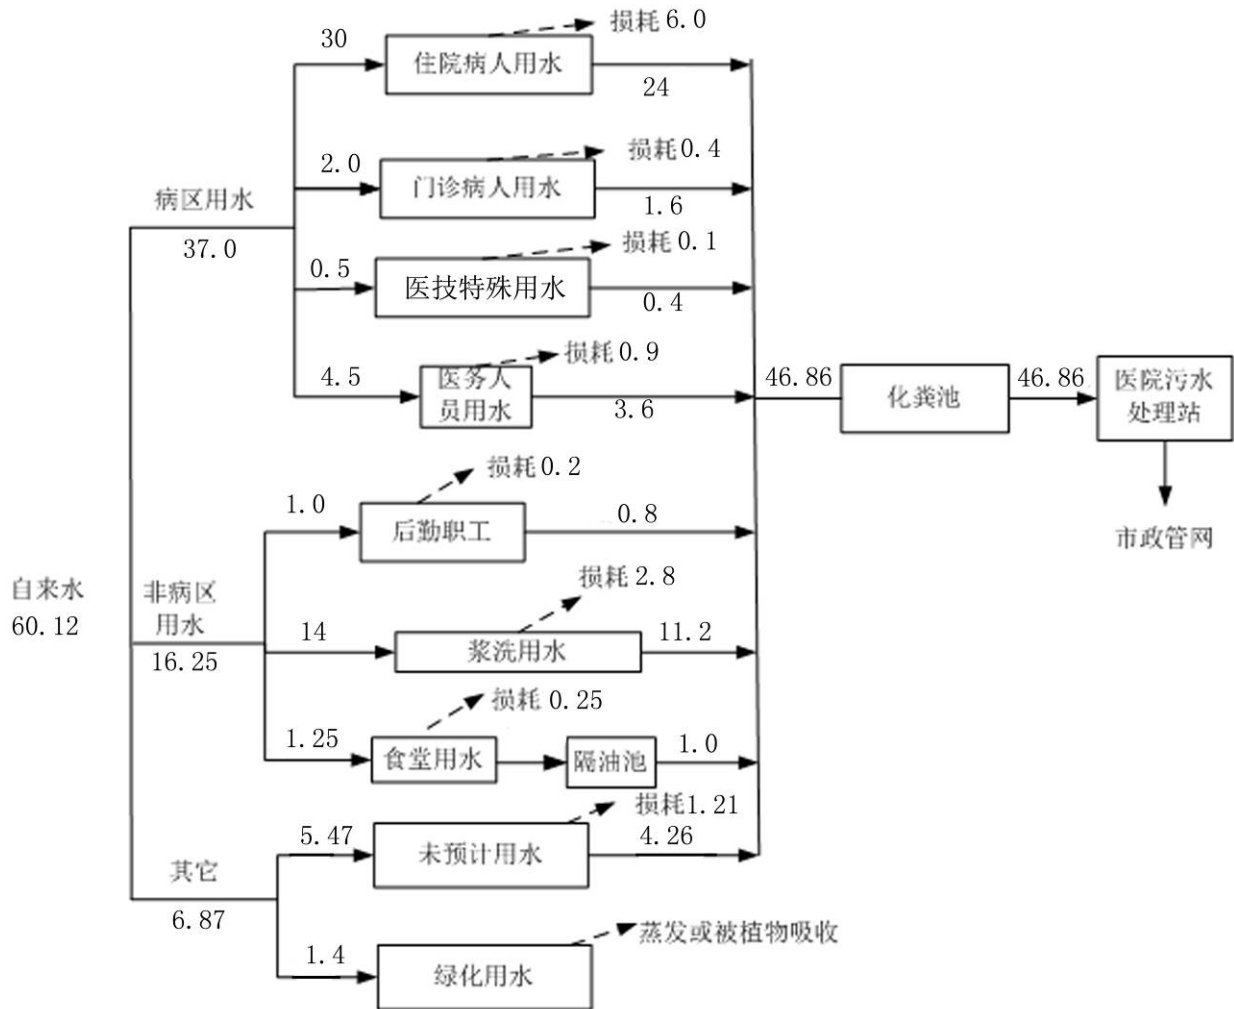 损耗 6.0
30
住院病人用水
24
损耗 0.4
2.0
门诊病人用水
1.6
病区用水
37.0
损耗 0.1
0.5
医技特殊用水
0.4
损耗 0.9
4.5
医务人
员用水
3.6
46.86
化粪池
46.86
医院污水
处理站
市政管网
损耗 0.2
1.0
后勤职工
0.8
自来水
60.12
非病区
用水
16.25
损耗 2.8
14
浆洗用水
11.2
损耗 0.25
1.25
食堂用水
隔油池
1.0
损耗1.21
5.47
未预计用水
4.26
其它
6.87
蒸发或被植物吸收
1.4
绿化用水